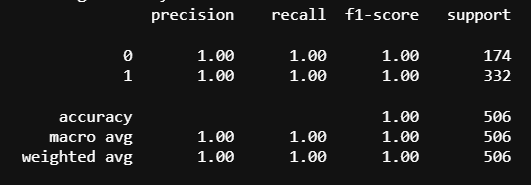 precision recall f1-score support
0 1.00 1.00 1.00 174
1 1.00 1.00 1.00 332
accuracy 1.00 506
macro avg 1.00 1.00 1.00 506
weighted avg 1.00 1.00 1.00 506